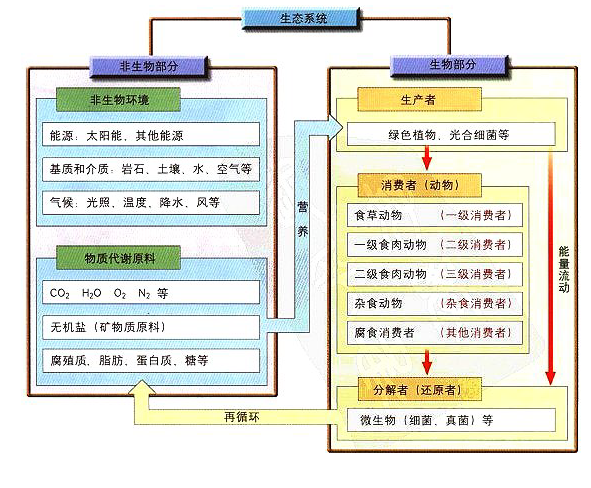 生态系统
非生物部分
非生物环境
能源：太阳能、其他能源
基质和介质：岩石、土壤、水、空气等
气候：光照、温度、降水、风等
物质代谢原料
CO₂ H₂O O₂ N₂ 等
无机盐（矿物质原料）
腐殖质、脂肪、蛋白质、糖等
营养
生物部分
生产者
绿色植物、光合细菌等
消费者（动物）
食草动物 （一级消费者）
一级食肉动物 （二级消费者）
二级食肉动物 （三级消费者）
杂食动物 （杂食消费者）
腐食消费者 （其他消费者）
能量流动
分解者（还原者）
微生物（细菌、真菌）等
再循环